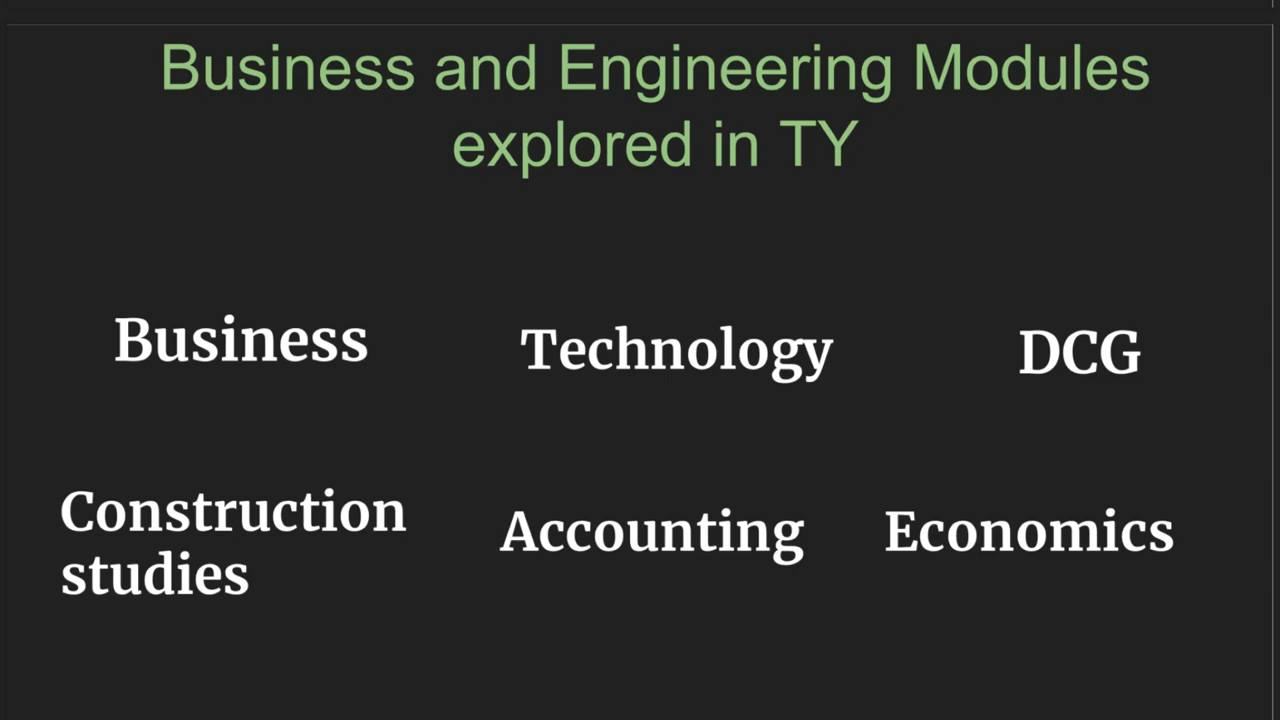 Business and Engineering Modules
explored in TY
Business
Technology
DCG
Construction
studies
Accounting
Economics